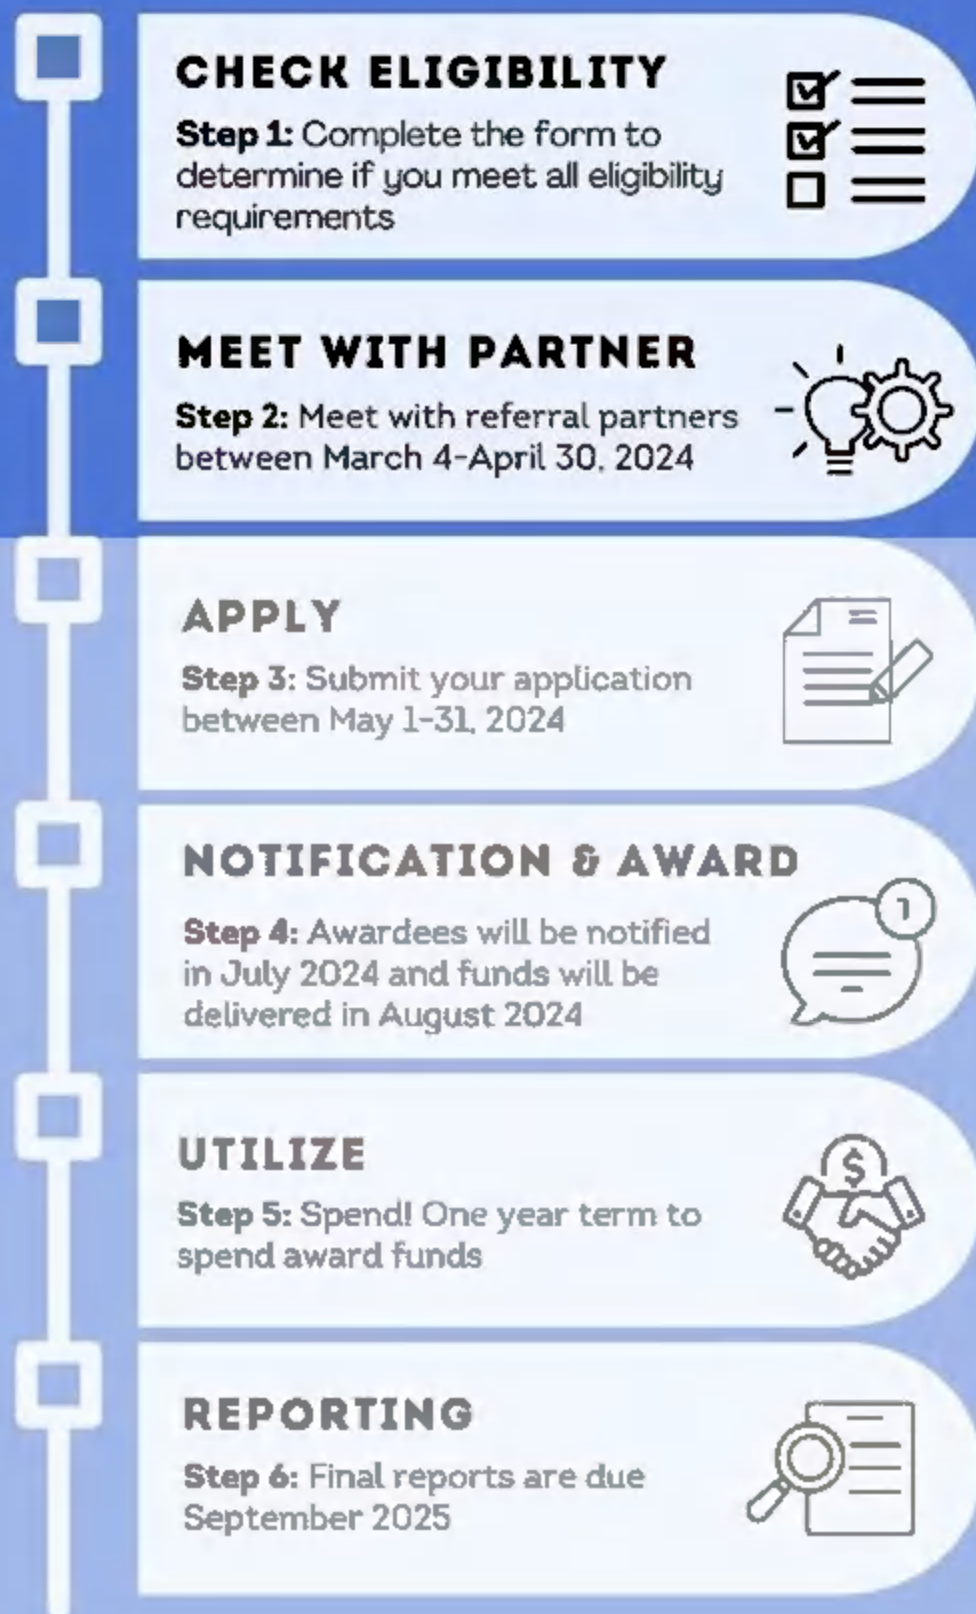 CHECK ELIGIBILITY
Step 1: Complete the form to
determine if you meet all eligibility
requirements
MEET WITH PARTNER
Step 2: Meet with referral partners
between March 4-April 30, 2024
APPLY
Step 3: Submit your application
between May 1-31, 2024
NOTIFICATION & AWARD
1
Step 4: Awardees will be notified
in July 2024 and funds will be
delivered in August 2024
UTILIZE
$
Step 5: Spend! One year term to
spend award funds
REPORTING
Step 6: Final reports are due
September 2025